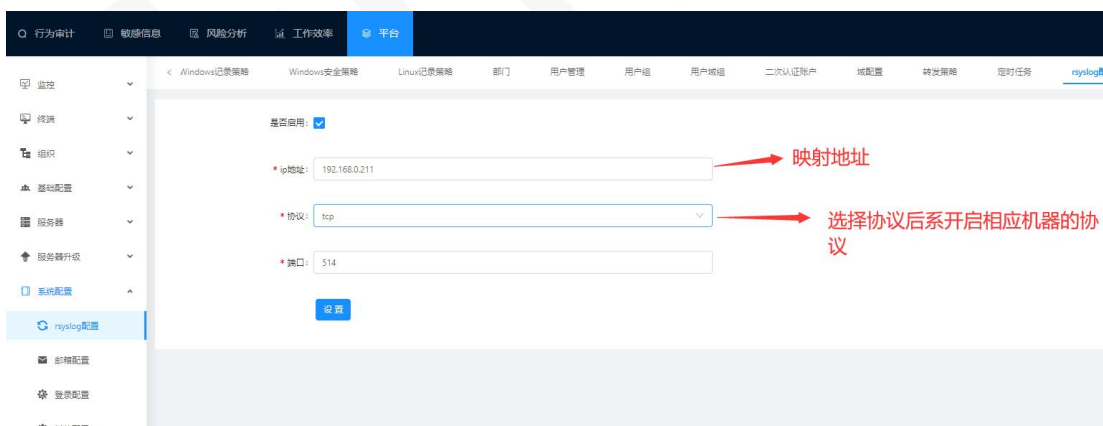 行为审计 敏感信息 风险分析 工作效率 平台
< Windows记录策略 Windows安全策略 Linux记录策略 部门 用户管理 用户组 用户域组 二次认证账户 域配置 转发策略 定时任务 rsyslog配
监控
终端
组织
基础配置
服务器
服务器升级
系统配置
rsyslog配置
邮箱配置
登录配置
是否启用:
* ip地址: 192.168.0.211
映射地址
* 协议: tcp
选择协议后系开启相应机器的协
议
* 端口: 514
设 置